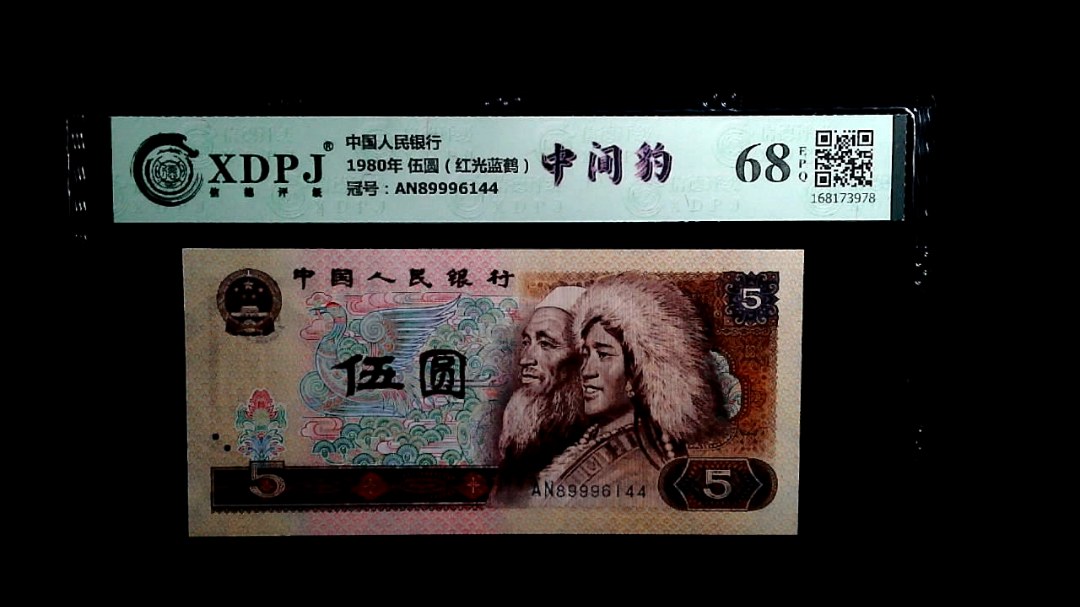 XDPJ®
信德评级
中国人民银行
1980年 伍圆（红光蓝鹤）
冠号：AN89996144
中间豹
68
EPQ
168173978
中国人民银行
5
伍圆
5
AN89996144
5